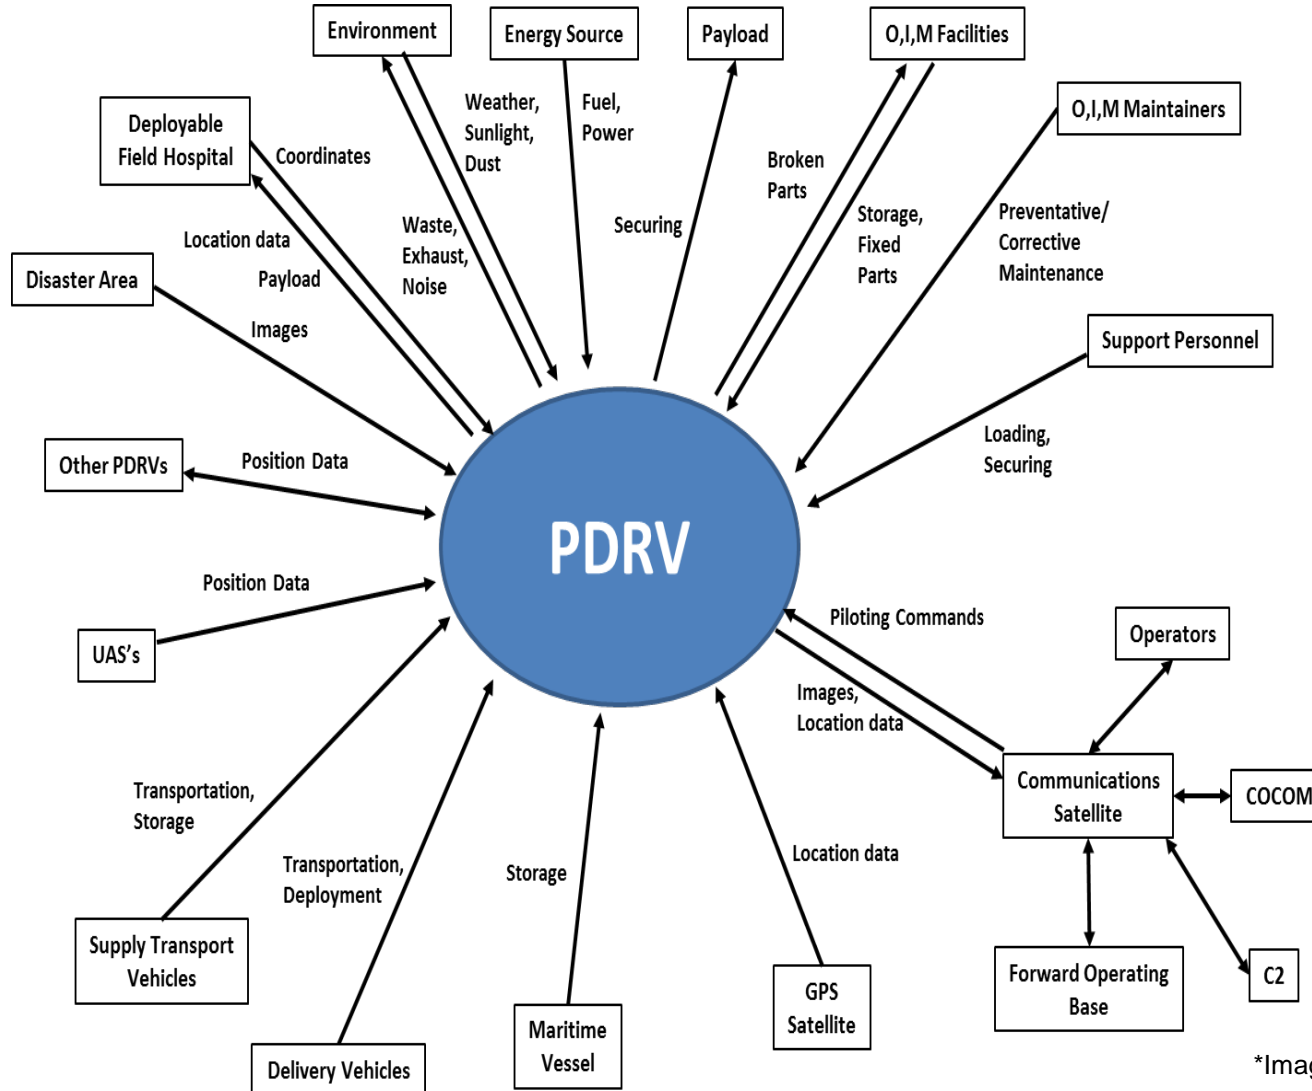 Environment
Energy Source
Payload
O,I,M Facilities
O,I,M Maintainers
Deployable
Field Hospital
Coordinates
Weather,
Sunlight,
Dust
Fuel,
Power
Securing
Broken
Parts
Storage,
Fixed
Parts
Preventative/
Corrective
Maintenance
Location data
Payload
Waste,
Exhaust,
Noise
Disaster Area
Images
Support Personnel
Loading,
Securing
Other PDRVs
Position Data
PDRV
UAS's
Position Data
Piloting Commands
Operators
Images,
Location data
Communications
Satellite
COCOM
Transportation,
Storage
Transportation,
Deployment
Storage
Location data
Supply Transport
Vehicles
Delivery Vehicles
Maritime
Vessel
GPS
Satellite
Forward Operating
Base
C2